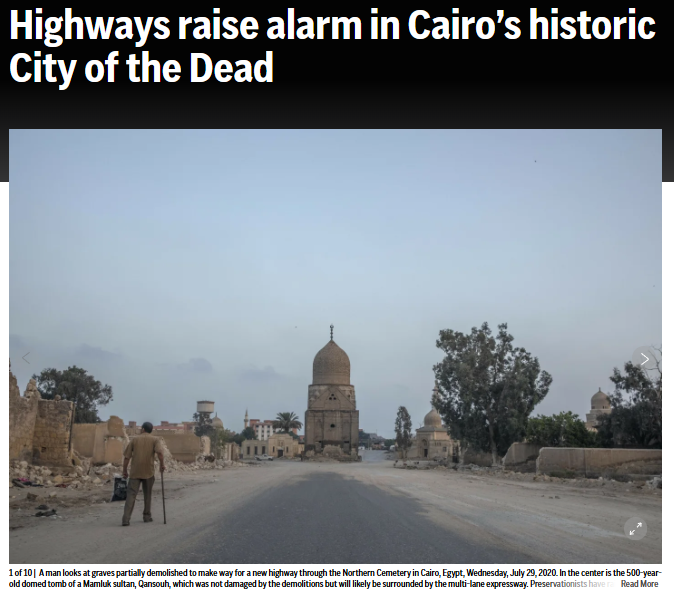 Highways raise alarm in Cairo's historic
City of the Dead
1 of 10 | A man looks at graves partially demolished to make way for a new highway through the Northern Cemetery in Cairo, Egypt, Wednesday, July 29, 2020. In the center is the 500-year-
old domed tomb of a Mamluk sultan, Qansouh, which was not damaged by the demolitions but will likely be surrounded by the multi-lane expressway. Preservationists have Read More